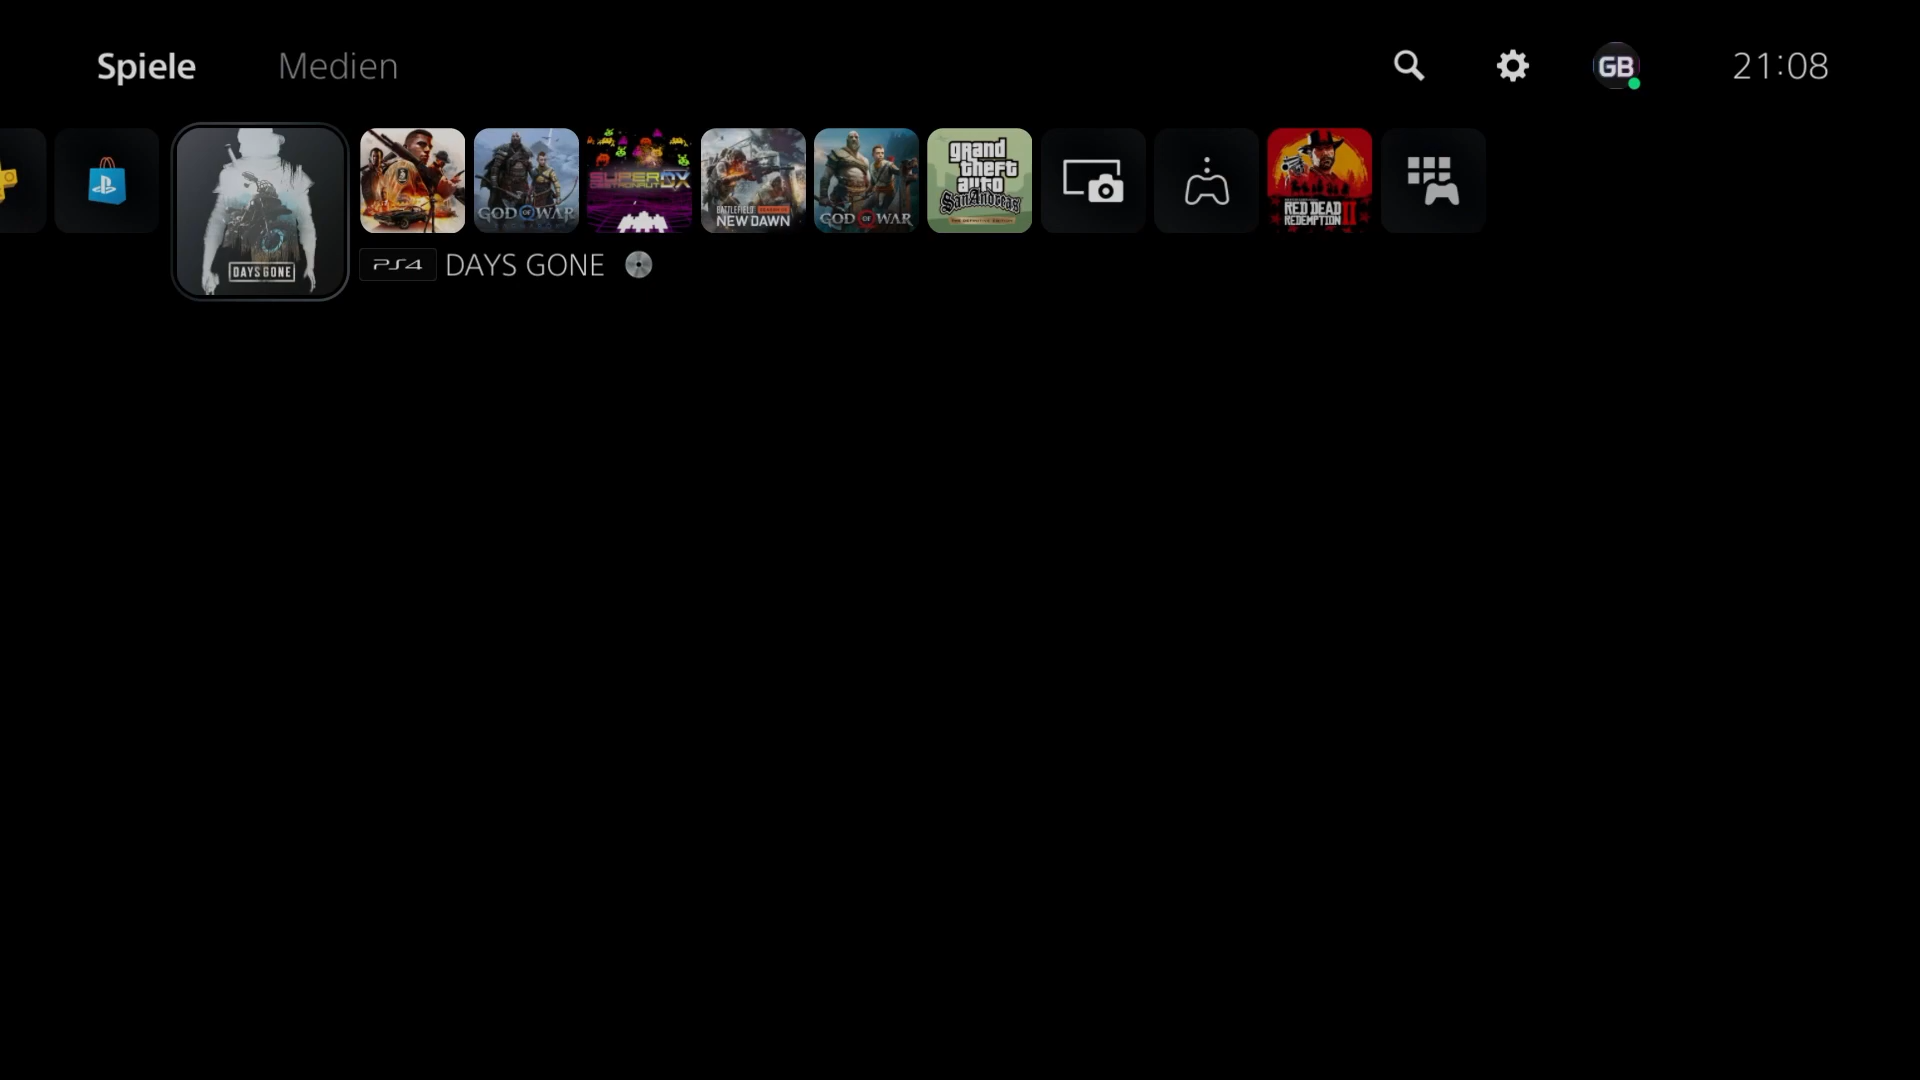 Spiele
Medien
GB
21:08
DAYS GONE
GOD OF WAR
SUPER DX
BATTLEFIELD
NEW DAWN
GOD OF WAR
grand
theft
auto
San Andreas
RED DEAD
REDEMPTION II
PS4 DAYS GONE